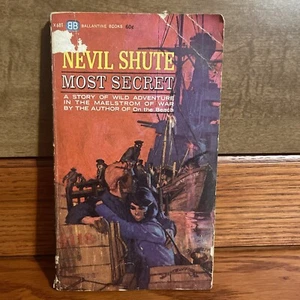 BB BALLANTINE BOOKS 60¢
NEVIL SHUTE
MOST SECRET
A STORY OF WILD ADVENTURE
IN THE MAELSTROM OF WAR
BY THE AUTHOR OF On the Beach